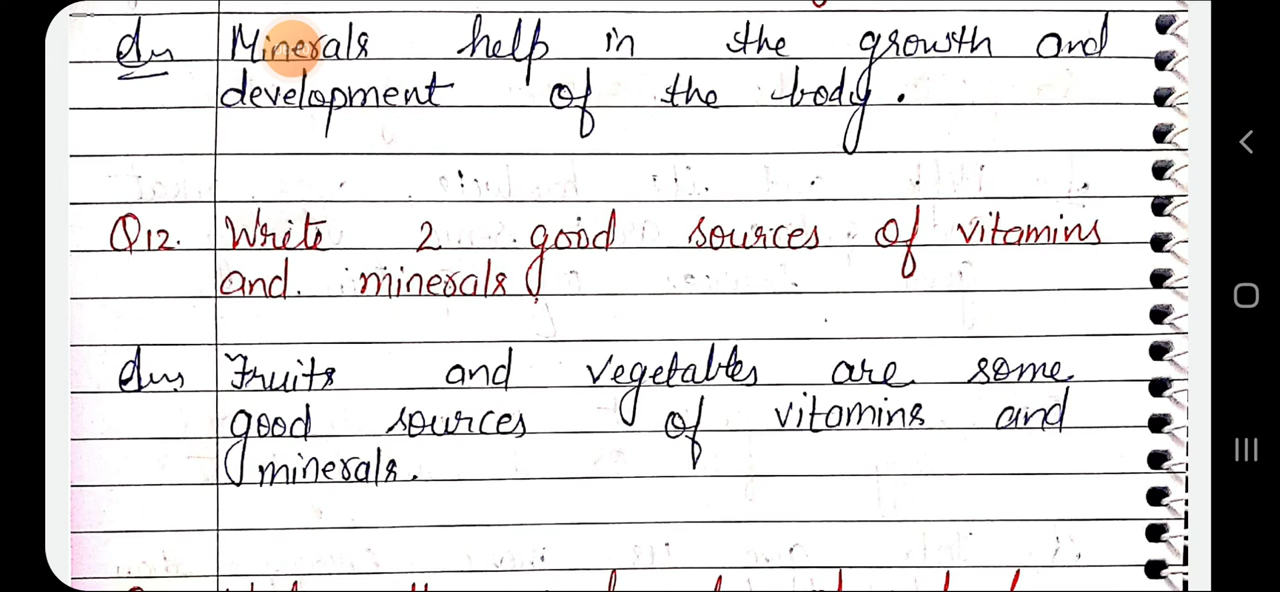 Ans Minerals help in the growth and
development of the body.
Q12. Write 2 good sources of vitamins
and minerals?
Ans Fruits and vegetables are some
good sources of vitamins and
minerals.